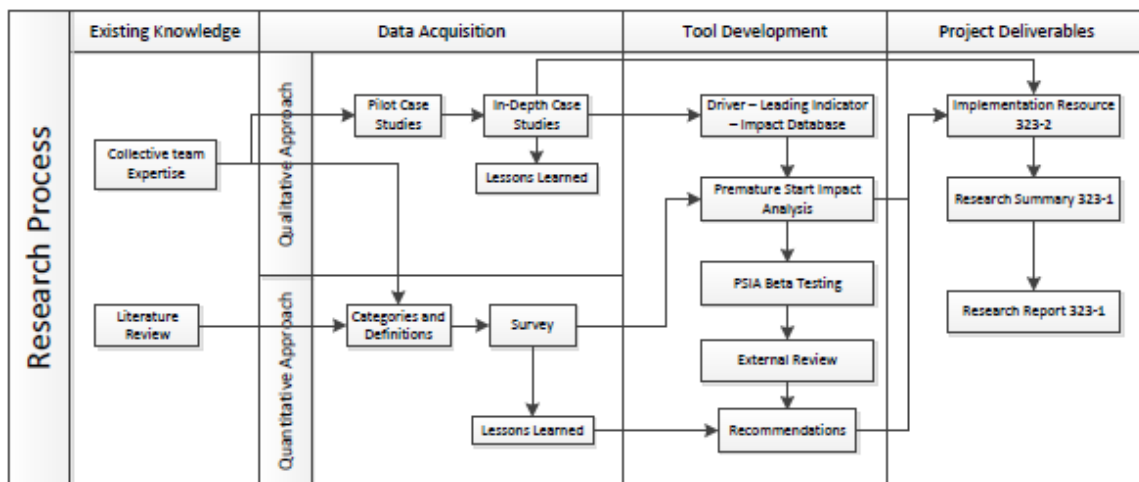 Research Process
Existing Knowledge
Data Acquisition
Tool Development
Project Deliverables
Qualitative Approach
Quantitative Approach
Collective team
Expertise
Literature
Review
Pilot Case
Studies
In-Depth Case
Studies
Lessons Learned
Categories and
Definitions
Survey
Lessons Learned
Driver – Leading Indicator
– Impact Database
Premature Start Impact
Analysis
PSIA Beta Testing
External Review
Recommendations
Implementation Resource
323-2
Research Summary 323-1
Research Report 323-1